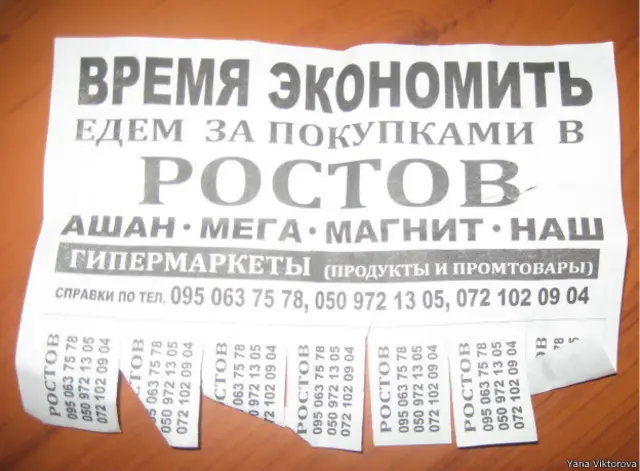 ВРЕМЯ ЭКОНОМИТЬ
ЕДЕМ ЗА ПОКУПКАМИ В
РОСТОВ
АШАН · МЕГА · МАГНИТ · НАШ
ГИПЕРМАРКЕТЫ (ПРОДУКТЫ И ПРОМТОВАРЫ)
СПРАВКИ ПО ТЕЛ. 095 063 75 78, 050 972 13 05, 072 102 09 04
РОСТОВ
095 063 75 78
050 972 13 05
072 102 09 04
РОСТОВ
095 063 75 78
050 972 13 05
072 102 09 04
РОСТОВ
095 063 75 78
050 972 13 05
072 102 09 04
РОСТОВ
095 063 75 78
050 972 13 05
072 102 09 04
РОСТОВ
095 063 75 78
050 972 13 05
072 102 09 04
РОСТОВ
095 063 75 78
050 972 13 05
072 102 09 04
75 78
Yana Viktorova